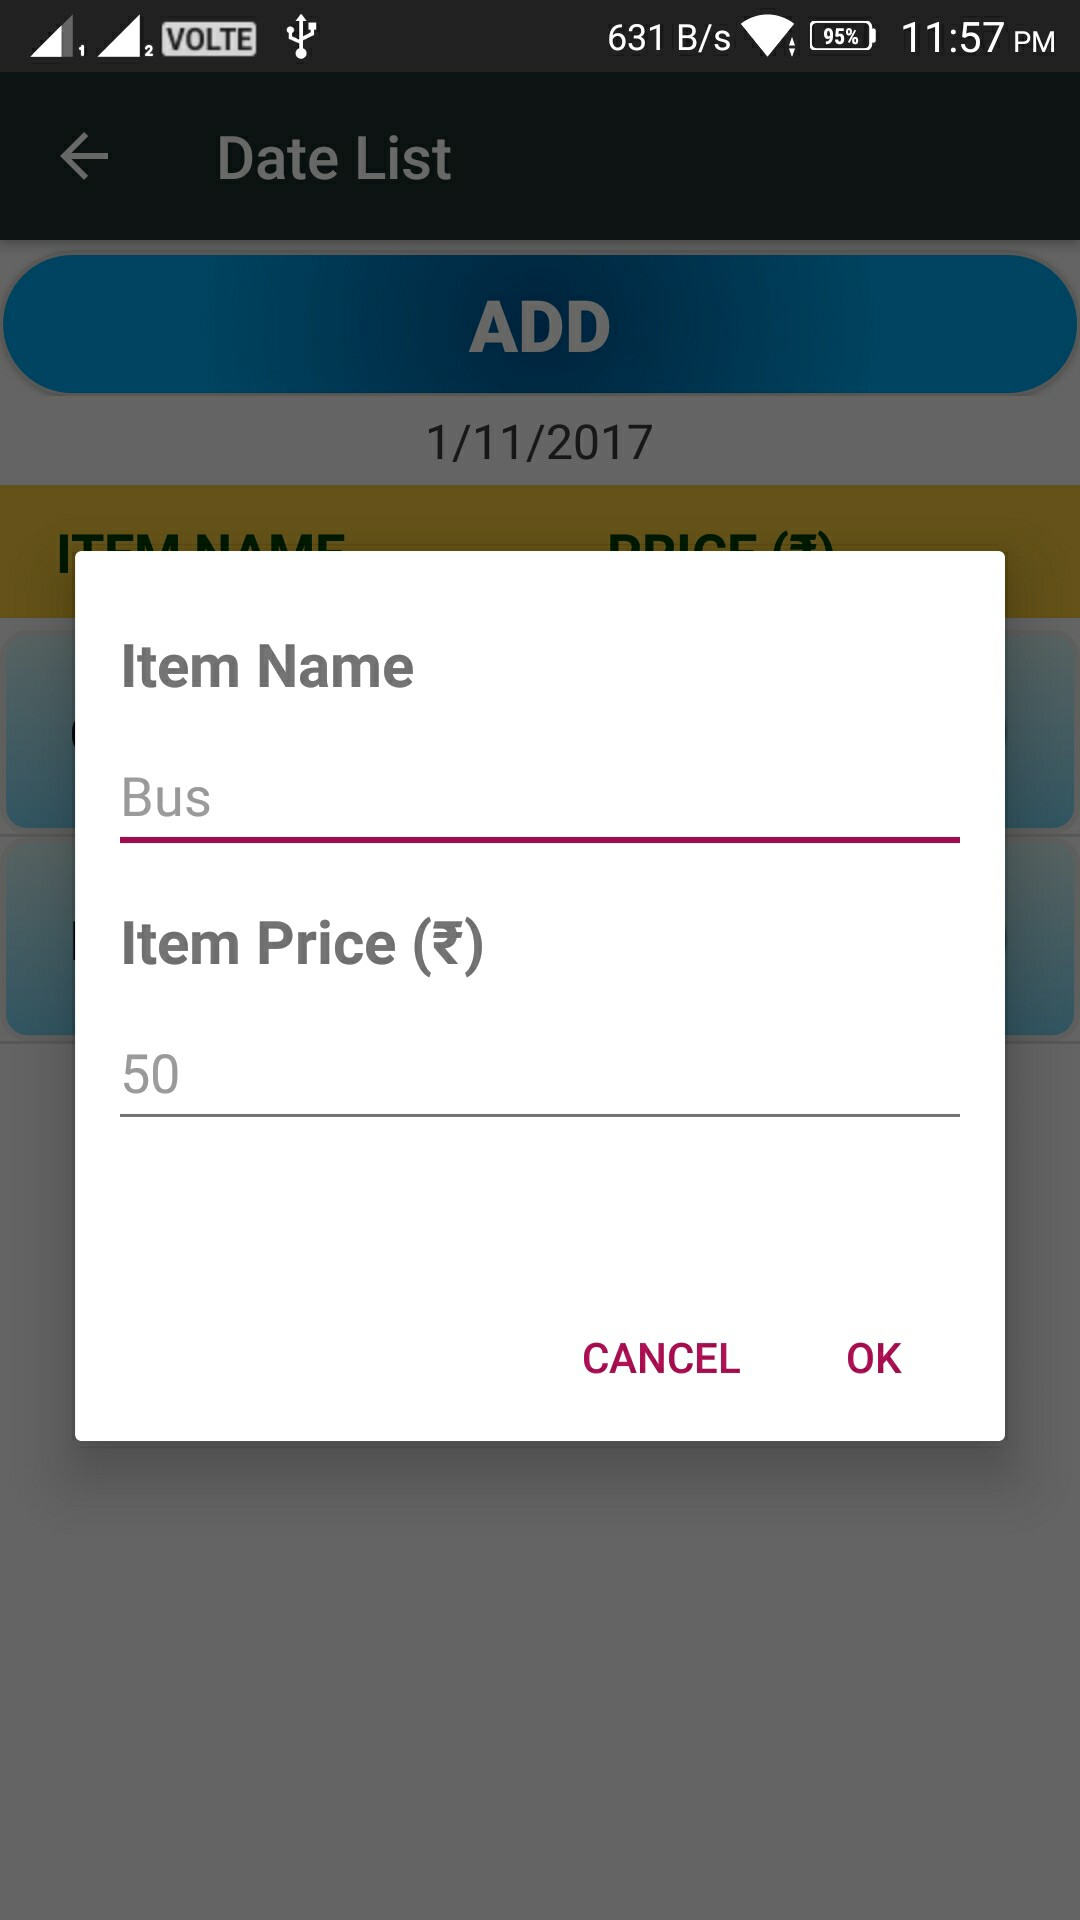 1 2 VOLTE 631 B/s 95% 11:57 PM
Date List
ADD
1/11/2017
ITEM NAME PRICE (₹)
Item Name
Bus
Item Price (₹)
50
CANCEL OK